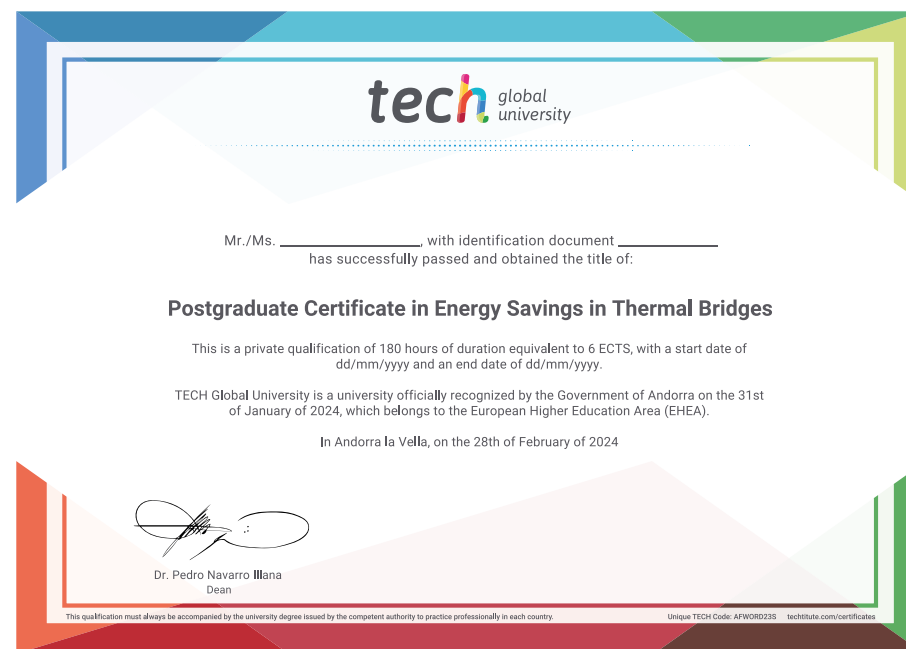 tech global
university
Mr./Ms. ____________, with identification document ____________
has successfully passed and obtained the title of:
Postgraduate Certificate in Energy Savings in Thermal Bridges
This is a private qualification of 180 hours of duration equivalent to 6 ECTS, with a start date of
dd/mm/yyyy and an end date of dd/mm/yyyy.
TECH Global University is a university officially recognized by the Government of Andorra on the 31st
of January of 2024, which belongs to the European Higher Education Area (EHEA).
In Andorra la Vella, on the 28th of February of 2024
Dr. Pedro Navarro Illana
Dean
This qualification must always be accompanied by the university degree issued by the competent authority to practice professionally in each country.
Unique TECH Code: AFWORD23S techtitute.com/certificates